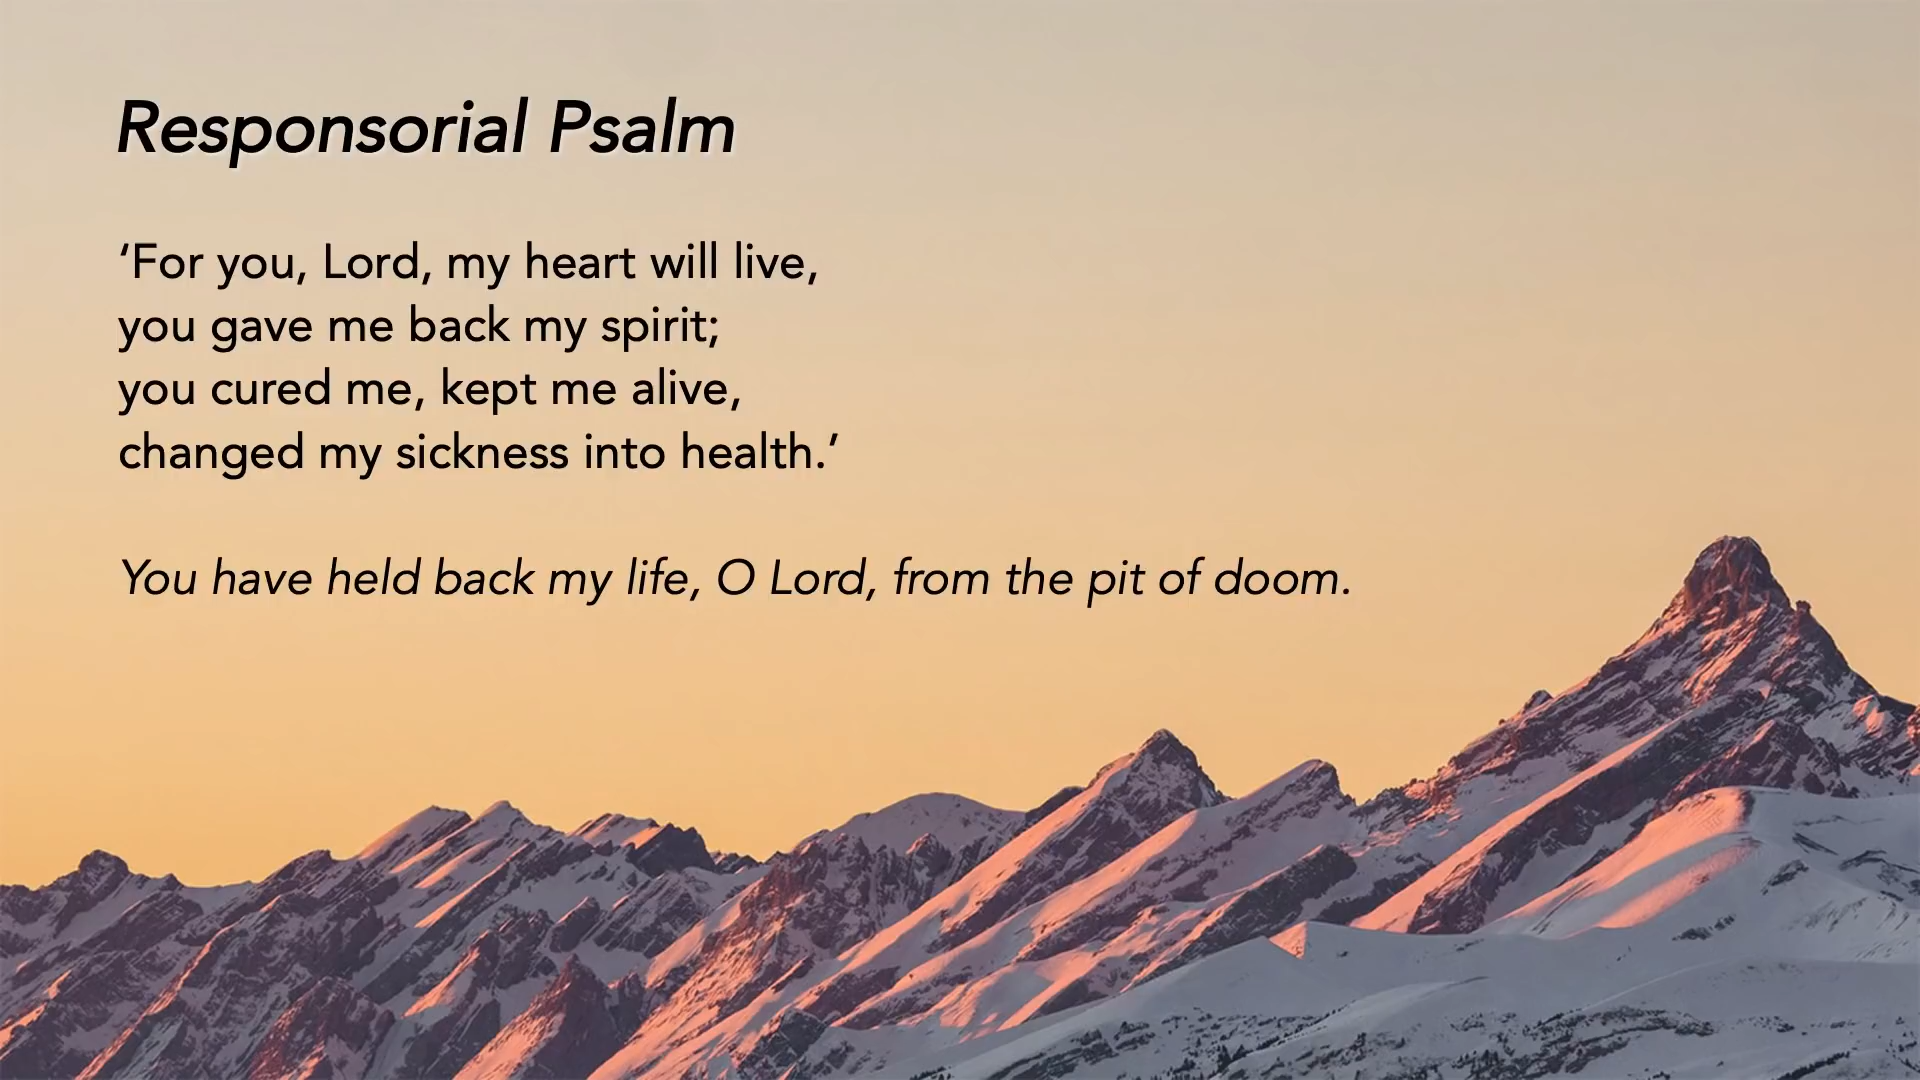 Responsorial Psalm
‘For you, Lord, my heart will live,
you gave me back my spirit;
you cured me, kept me alive,
changed my sickness into health.’
You have held back my life, O Lord, from the pit of doom.